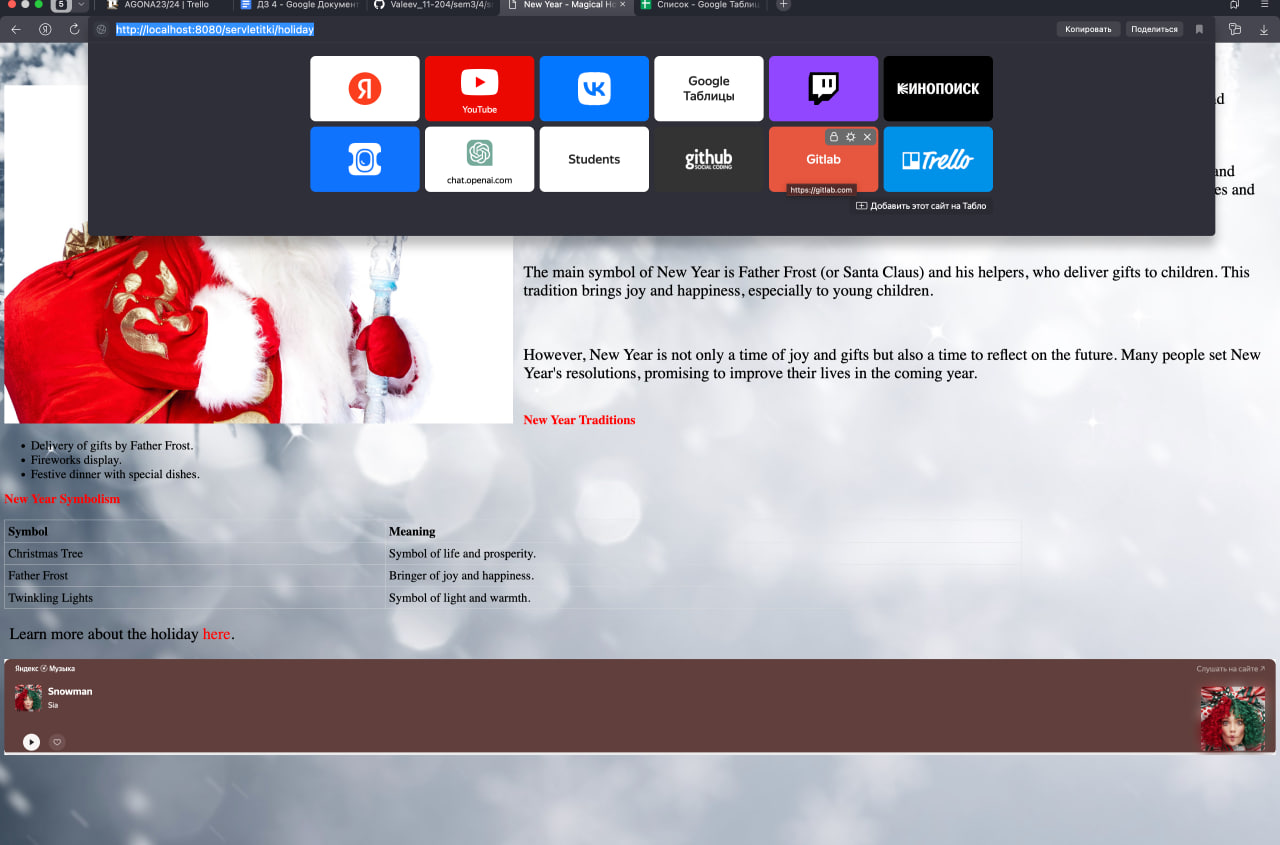 5
AGONA23/24 | Trello
ДЗ 4 - Google Документ
Valeev_11-204/sem3/4/s
New Year - Magical Ho
Список - Google Таблиц
http://localhost:8080/servletitki/holiday
Копировать
Поделиться
Я
YouTube
Google
Таблицы
КИНОПОИСК
chat.openai.com
Students
github
SOCIAL CODING
Gitlab
https://gitlab.com
Trello
Добавить этот сайт на Табло
and
es and
The main symbol of New Year is Father Frost (or Santa Claus) and his helpers, who deliver gifts to children. This
tradition brings joy and happiness, especially to young children.
However, New Year is not only a time of joy and gifts but also a time to reflect on the future. Many people set New
Year's resolutions, promising to improve their lives in the coming year.
New Year Traditions
Delivery of gifts by Father Frost.
Fireworks display.
Festive dinner with special dishes.
New Year Symbolism
Symbol Meaning
Christmas Tree Symbol of life and prosperity.
Father Frost Bringer of joy and happiness.
Twinkling Lights Symbol of light and warmth.
Learn more about the holiday here.
Яндекс Музыка
Слушать на сайте
Snowman
Sia